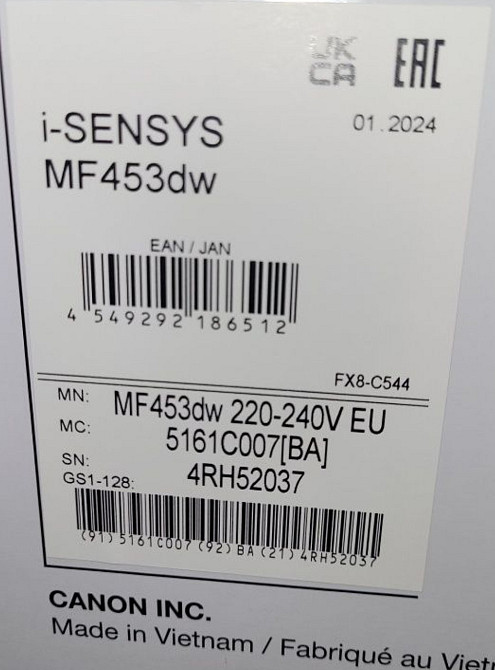 UK
CA
EAC
i-SENSYS
01.2024
MF453dw
EAN / JAN
4 549292 186512
FX8-C544
MN: MF453dw 220-240V EU
MC: 5161C007[BA]
SN: 4RH52037
GS1-128:
(91) 5161C007 (92) BA (21) 4RH52037
CANON INC.
Made in Vietnam / Fabriqué au